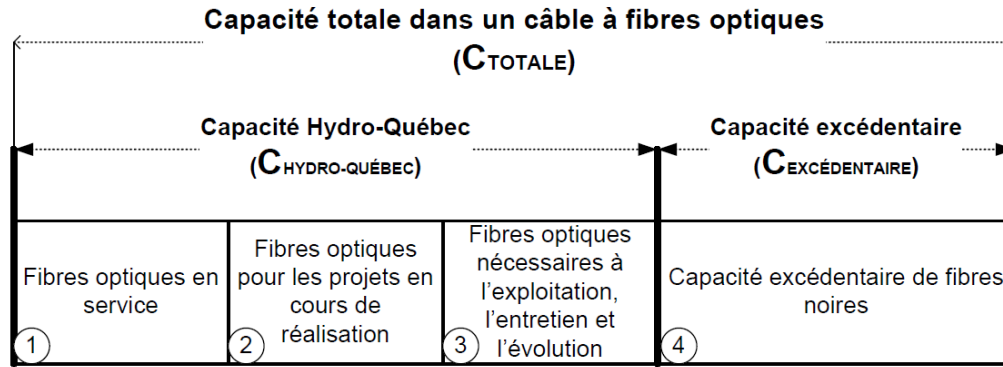 Capacité totale dans un câble à fibres optiques
(CTOTALE)
Capacité Hydro-Québec
(CHYDRO-QUÉBEC)
Capacité excédentaire
(CEXCÉDENTAIRE)
Fibres optiques en
service
1
Fibres optiques
pour les projets en
cours de
réalisation
2
Fibres optiques
nécessaires à
l'exploitation,
l'entretien et
l'évolution
3
Capacité excédentaire de fibres
noires
4